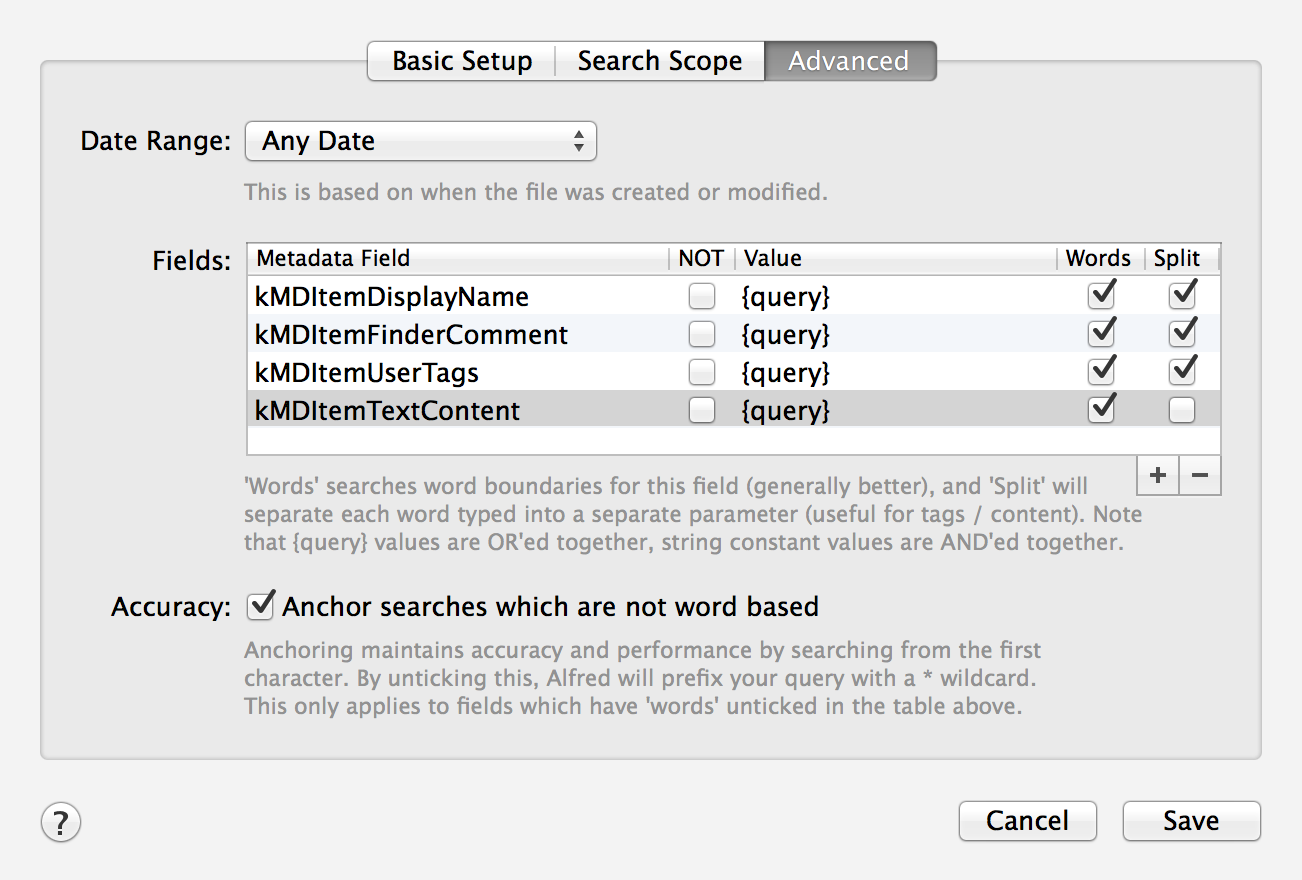 Basic Setup Search Scope Advanced
Date Range: Any Date
This is based on when the file was created or modified.
Fields: Metadata Field NOT Value Words Split
kMDItemDisplayName {query}
kMDItemFinderComment {query}
kMDItemUserTags {query}
kMDItemTextContent {query}
+ −
'Words' searches word boundaries for this field (generally better), and 'Split' will
separate each word typed into a separate parameter (useful for tags / content). Note
that {query} values are OR'ed together, string constant values are AND'ed together.
Accuracy: Anchor searches which are not word based
Anchoring maintains accuracy and performance by searching from the first
character. By unticking this, Alfred will prefix your query with a * wildcard.
This only applies to fields which have 'words' unticked in the table above.
? Cancel Save